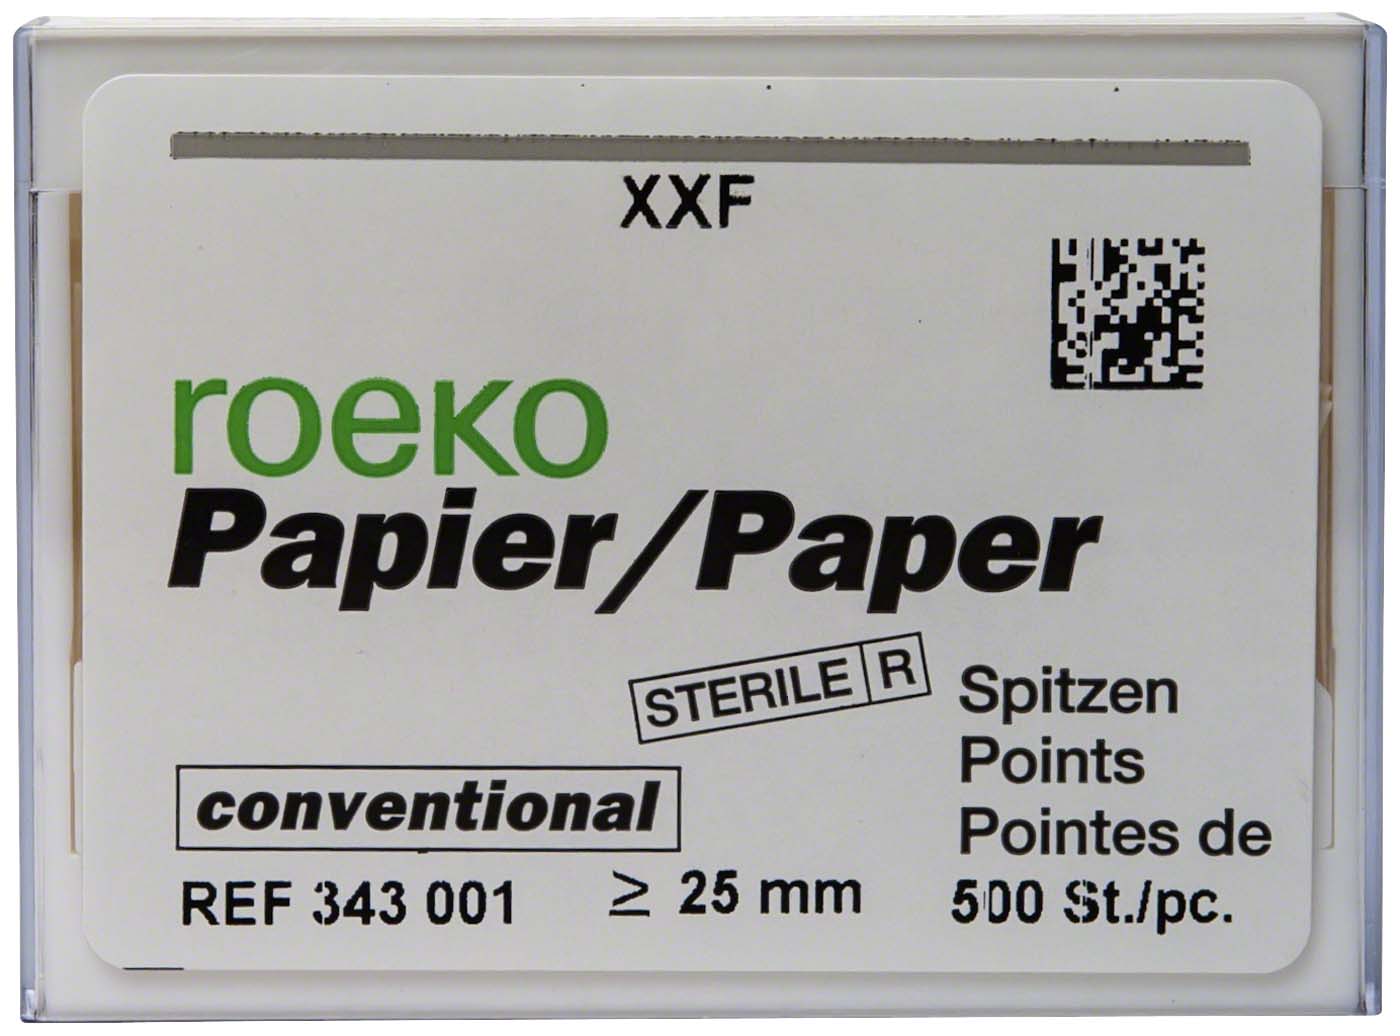 XXF
roeko
Papier/Paper
STERILE R
Spitzen
Points
Pointes de
conventional
REF 343 001
≥ 25 mm
500 St./pc.